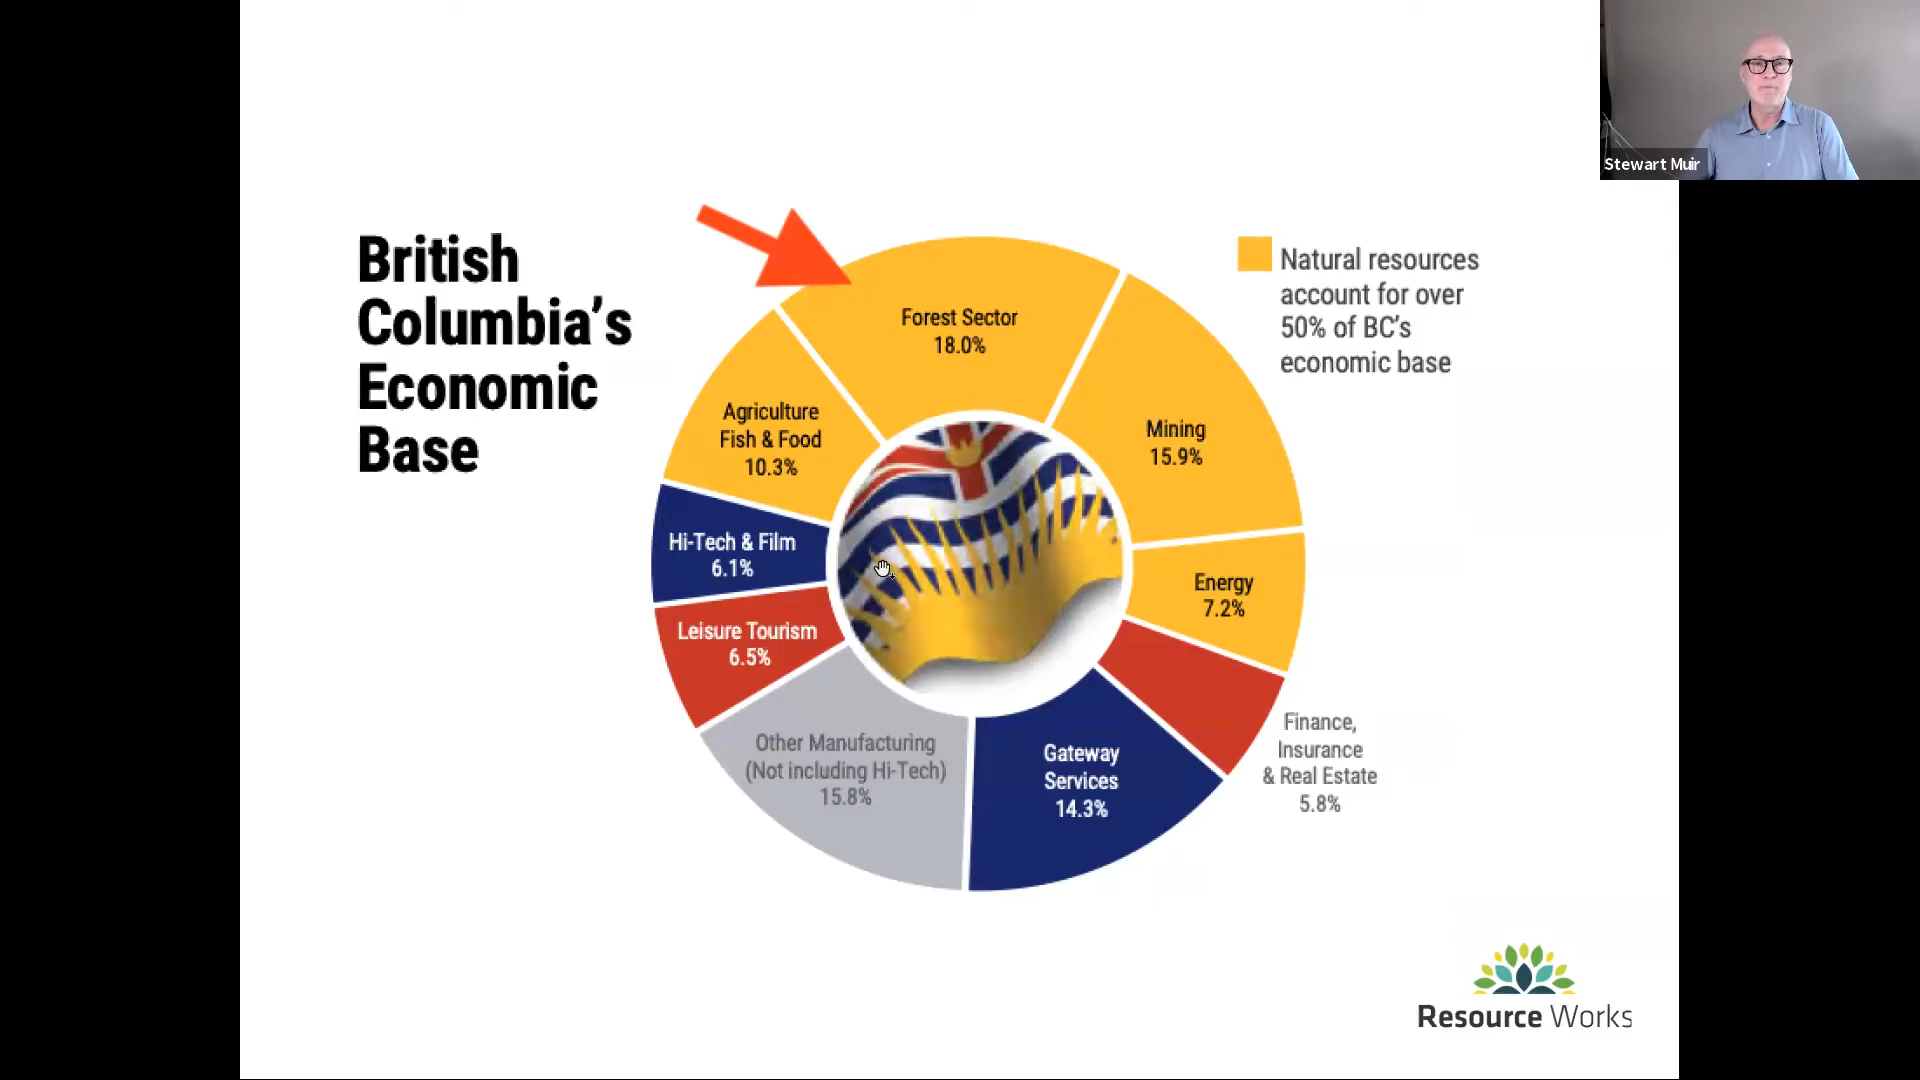 Stewart Muir
British
Columbia's
Economic
Base
Natural resources
account for over
50% of BC's
economic base
Forest Sector
18.0%
Mining
15.9%
Energy
7.2%
Finance,
Insurance
& Real Estate
5.8%
Gateway
Services
14.3%
Other Manufacturing
(Not including Hi-Tech)
15.8%
Leisure Tourism
6.5%
Hi-Tech & Film
6.1%
Agriculture
Fish & Food
10.3%
Resource Works